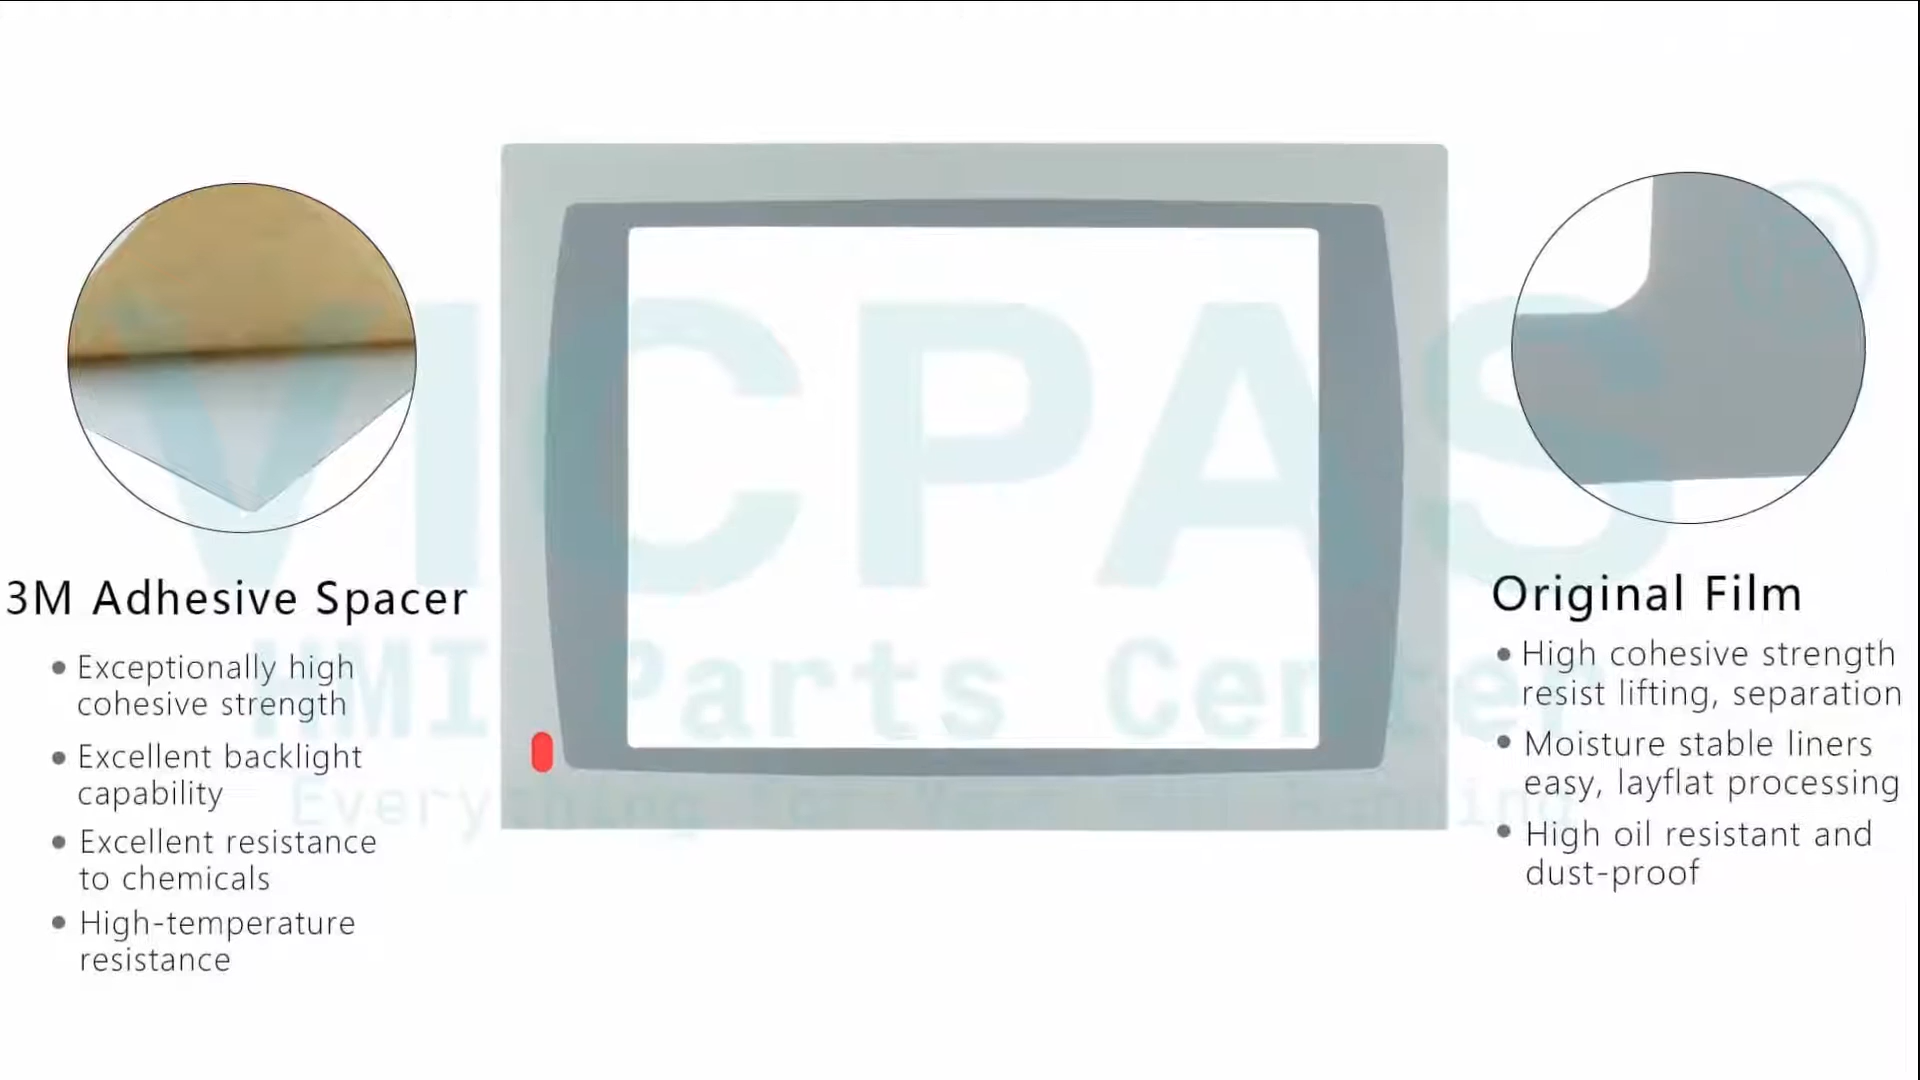 VICPAS
®
HMI Parts Center
3M Adhesive Spacer
Exceptionally high
cohesive strength
Excellent backlight
capability
Excellent resistance
to chemicals
High-temperature
resistance
Original Film
High cohesive strength
resist lifting, separation
Moisture stable liners
easy, layflat processing
High oil resistant and
dust-proof
Everything for